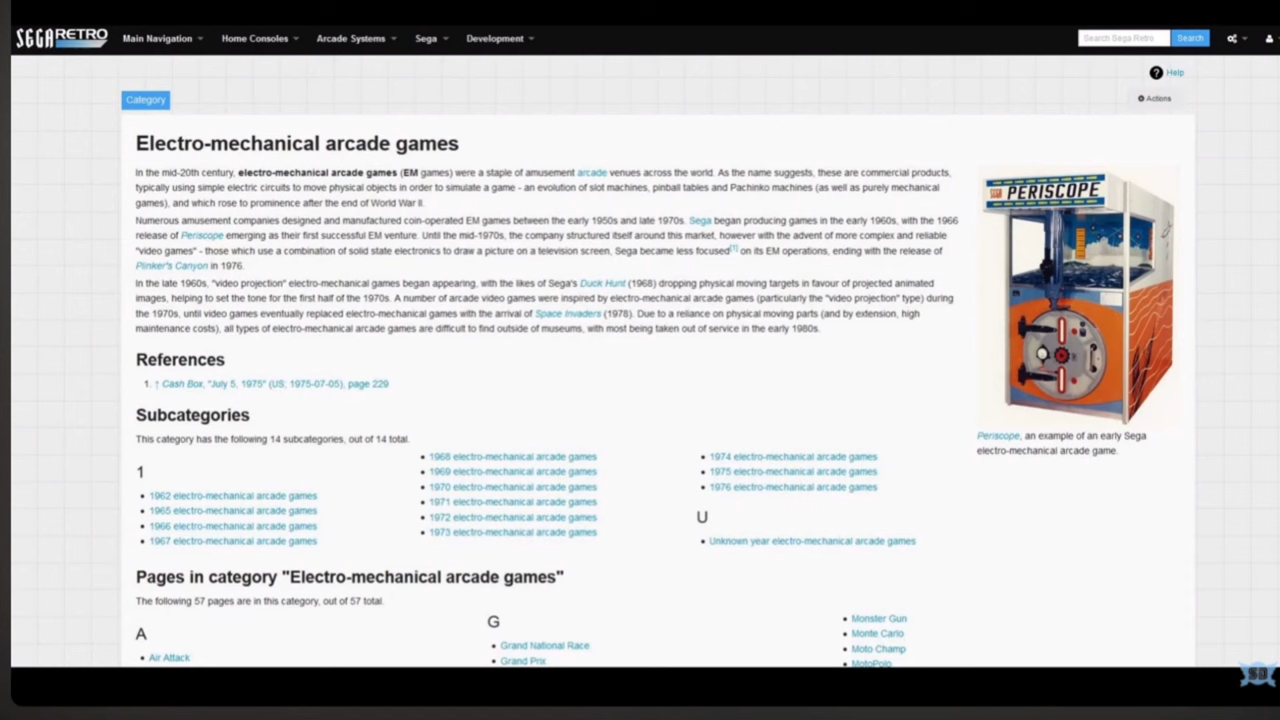 SEGA RETRO
Main Navigation
Home Consoles
Arcade Systems
Sega
Development
Search Sega Retro
Search
Help
Category
Actions
Electro-mechanical arcade games
In the mid-20th century, electro-mechanical arcade games (EM games) were a staple of amusement arcade venues across the world. As the name suggests, these are commercial products,
typically using simple electric circuits to move physical objects in order to simulate a game - an evolution of slot machines, pinball tables and Pachinko machines (as well as purely mechanical
games), and which rose to prominence after the end of World War II.
Numerous amusement companies designed and manufactured coin-operated EM games between the early 1950s and late 1970s. Sega began producing games in the early 1960s, with the 1966
release of Periscope emerging as their first successful EM venture. Until the mid-1970s, the company structured itself around this market, however with the advent of more complex and reliable
"video games" - those which use a combination of solid state electronics to draw a picture on a television screen, Sega became less focused[1] on its EM operations, ending with the release of
Plinker's Canyon in 1976.
In the late 1960s, "video projection" electro-mechanical games began appearing, with the likes of Sega's Duck Hunt (1968) dropping physical moving targets in favour of projected animated
images, helping to set the tone for the first half of the 1970s. A number of arcade video games were inspired by electro-mechanical arcade games (particularly the "video projection" type) during
the 1970s, until video games eventually replaced electro-mechanical games with the arrival of Space Invaders (1978). Due to a reliance on physical moving parts (and by extension, high
maintenance costs), all types of electro-mechanical arcade games are difficult to find outside of museums, with most being taken out of service in the early 1980s.
PERISCOPE
Periscope, an example of an early Sega
electro-mechanical arcade game.
References
1. ↑ Cash Box, "July 5, 1975" (US; 1975-07-05), page 229
Subcategories
This category has the following 14 subcategories, out of 14 total.
1
• 1962 electro-mechanical arcade games
• 1965 electro-mechanical arcade games
• 1966 electro-mechanical arcade games
• 1967 electro-mechanical arcade games
• 1968 electro-mechanical arcade games
• 1969 electro-mechanical arcade games
• 1970 electro-mechanical arcade games
• 1971 electro-mechanical arcade games
• 1972 electro-mechanical arcade games
• 1973 electro-mechanical arcade games
• 1974 electro-mechanical arcade games
• 1975 electro-mechanical arcade games
• 1976 electro-mechanical arcade games
U
• Unknown year electro-mechanical arcade games
Pages in category "Electro-mechanical arcade games"
The following 57 pages are in this category, out of 57 total.
A
• Air Attack
G
• Grand National Race
• Grand Prix
• Monster Gun
• Monte Carlo
• Moto Champ
• MotoPolo
SD